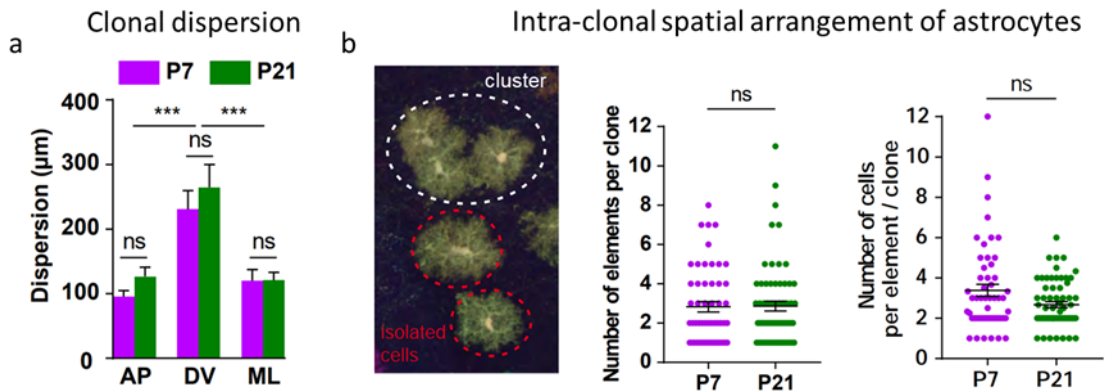 Clonal dispersion
Intra-clonal spatial arrangement of astrocytes
a
P7
P21
Dispersion (μm)
400
300
200
100
0
***
***
ns
ns
ns
AP
DV
ML
b
cluster
Isolated
cells
Number of elements per clone
12
10
8
6
4
2
0
ns
P7
P21
Number of cells
per element / clone
12
10
8
6
4
2
0
ns
P7
P21